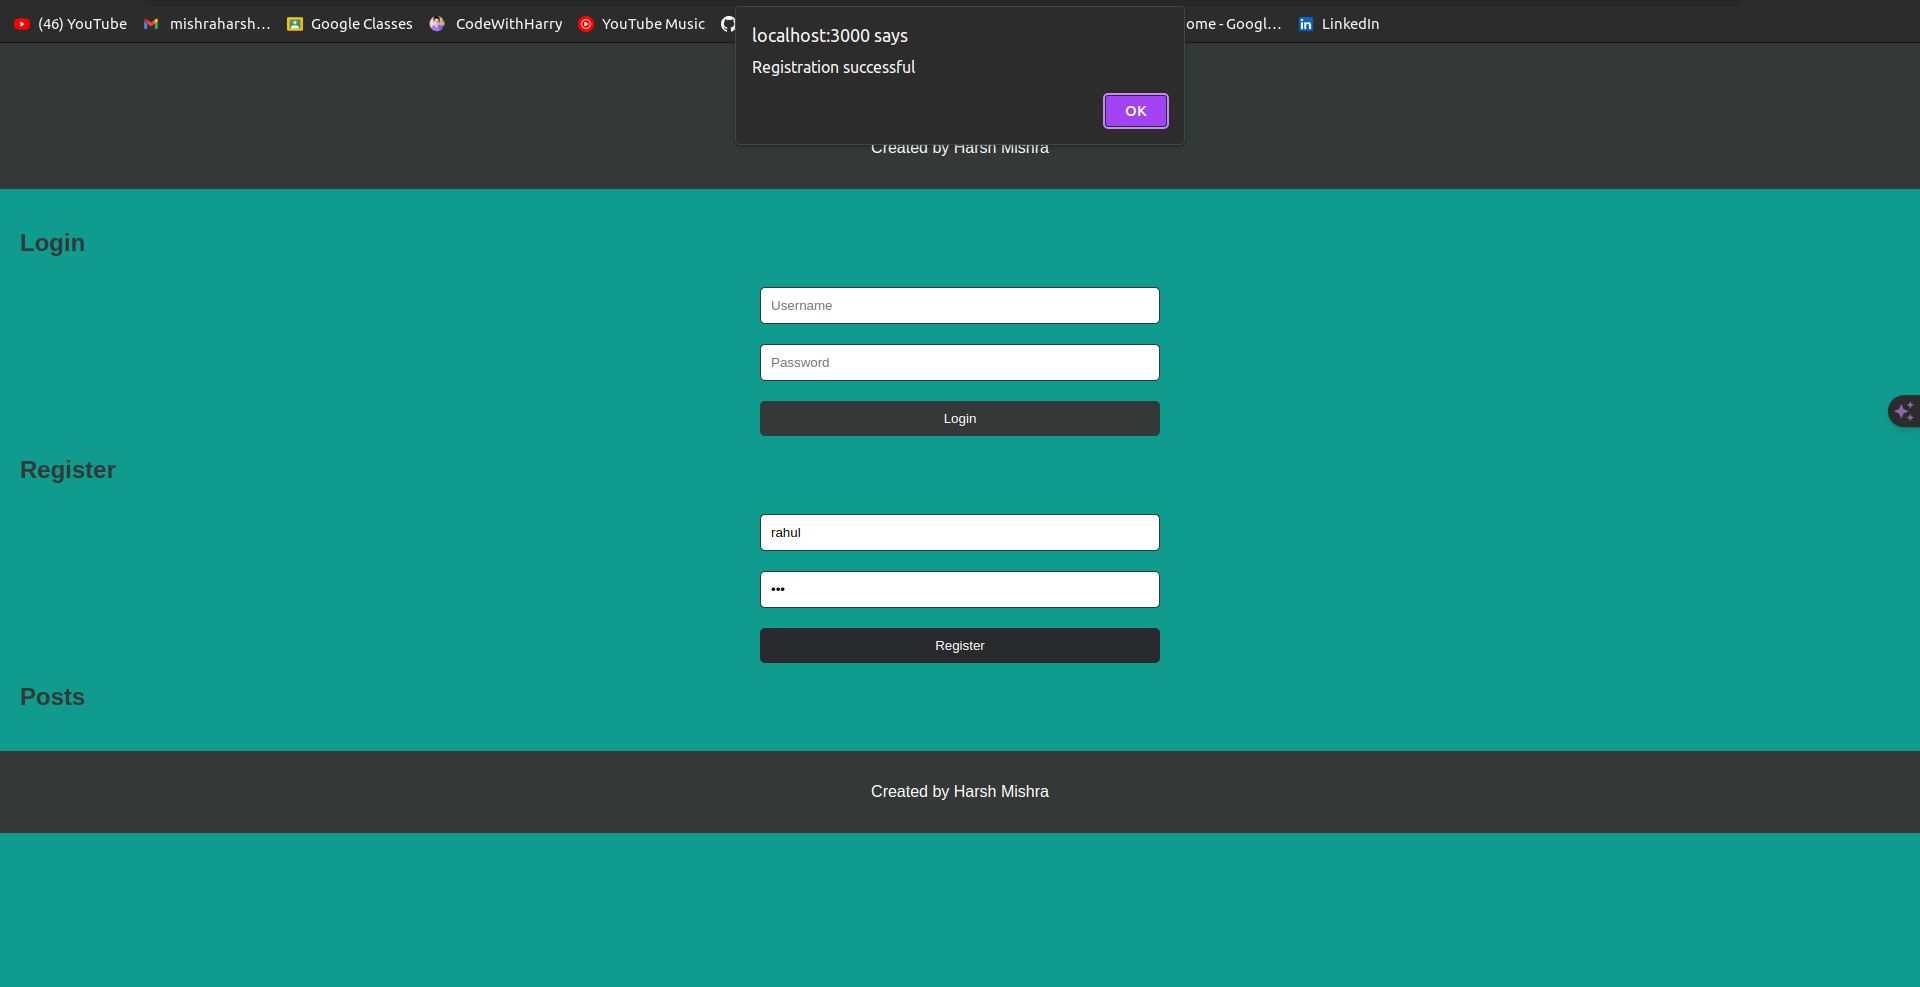 (46) YouTube mishraharsh... Google Classes CodeWithHarry YouTube Music ome - Googl... LinkedIn
localhost:3000 says
Registration successful
OK
Created by Harsh Mishra
Login
Username
Password
Login
Register
rahul
•••
Register
Posts
Created by Harsh Mishra